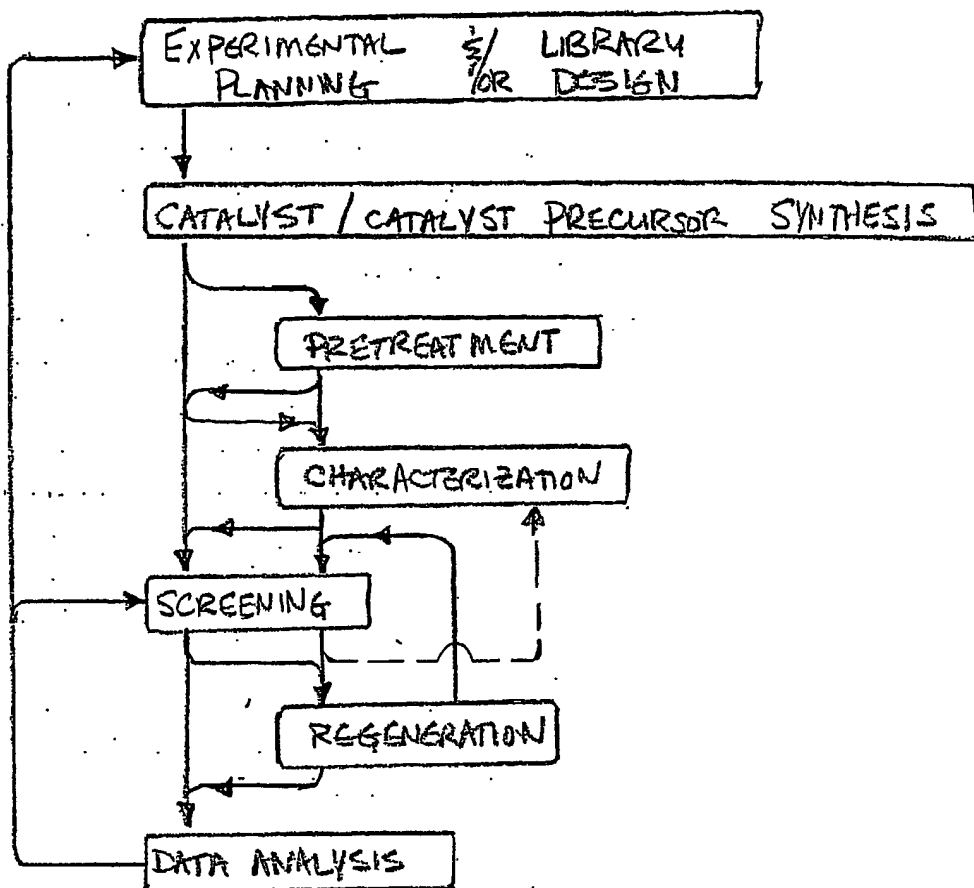 EXPERIMENTAL &/OR LIBRARY
PLANNING DESIGN
CATALYST / CATALYST PRECURSOR SYNTHESIS
PRETREATMENT
CHARACTERIZATION
SCREENING
REGENERATION
DATA ANALYSIS